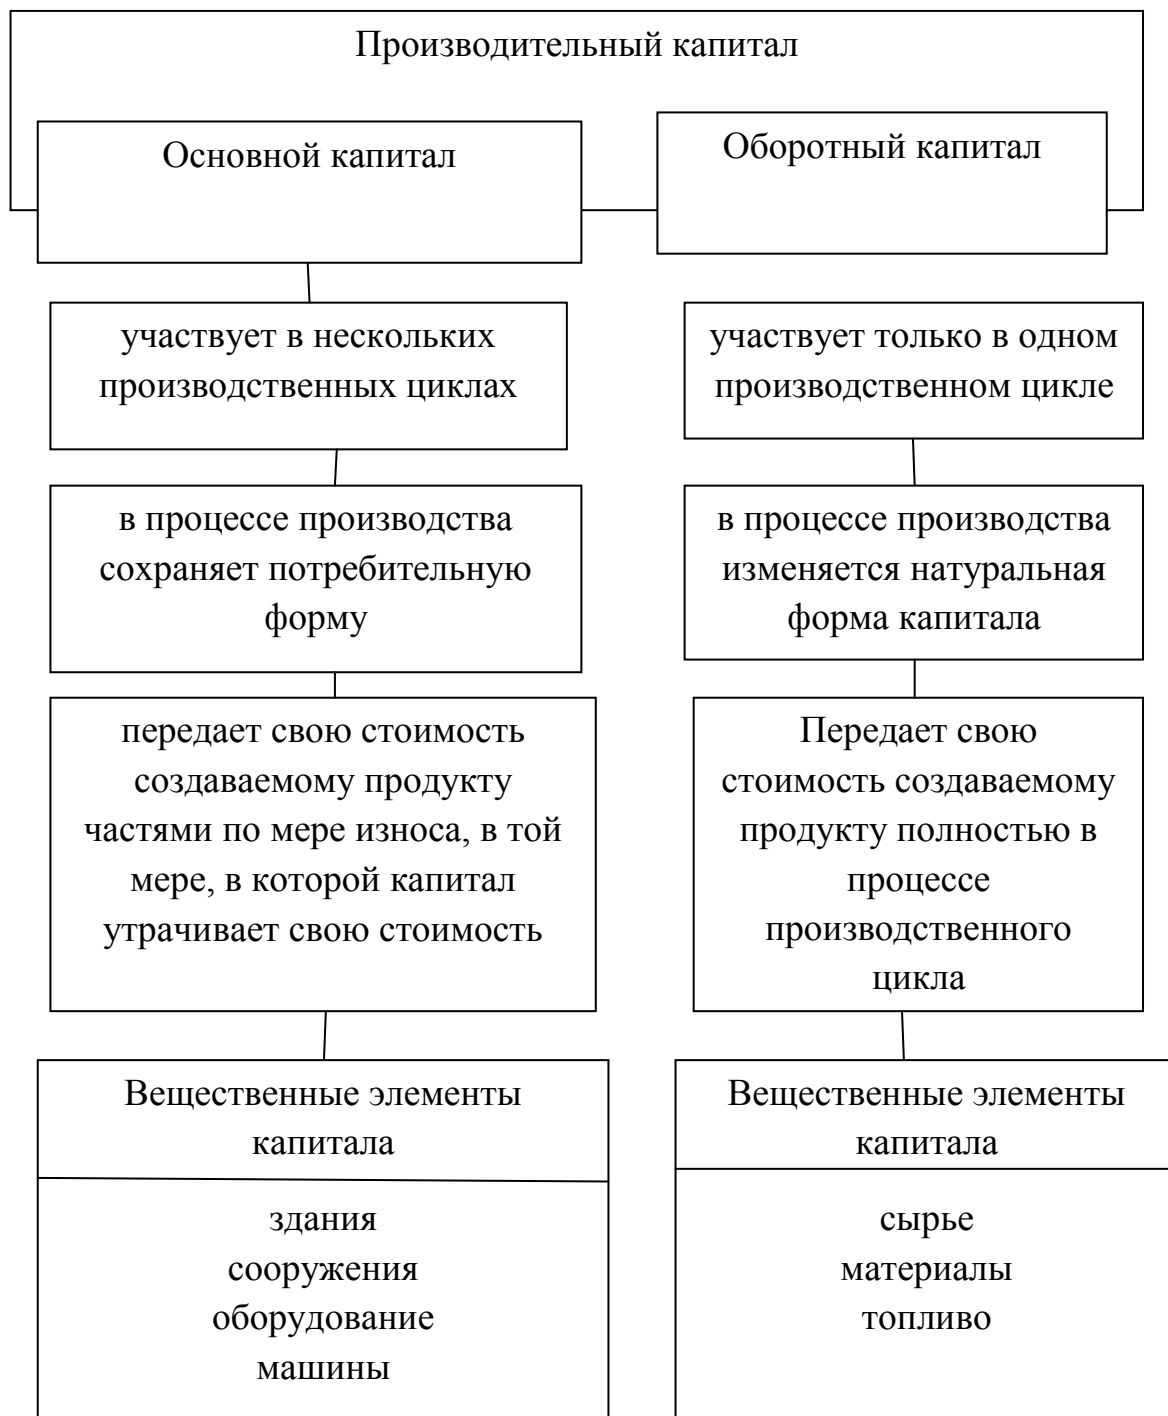 Производительный капитал
Основной капитал
Оборотный капитал
участвует в нескольких
производственных циклах
участвует только в одном
производственном цикле
в процессе производства
сохраняет потребительную
форму
в процессе производства
изменяется натуральная
форма капитала
передает свою стоимость
создаваемому продукту
частями по мере износа, в той
мере, в которой капитал
утрачивает свою стоимость
Передает свою
стоимость создаваемому
продукту полностью в
процессе
производственного
цикла
Вещественные элементы
капитала
здания
сооружения
оборудование
машины
Вещественные элементы
капитала
сырье
материалы
топливо